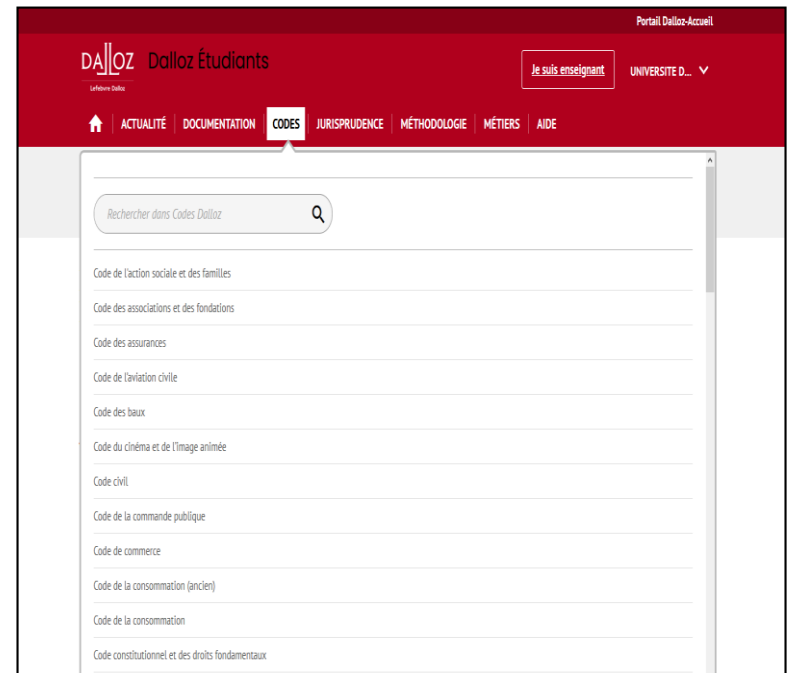 Portail Dalloz-Accueil
DALLOZ Dalloz Étudiants
Lefebvre Dalloz
Je suis enseignant
UNIVERSITE D...
ACTUALITÉ DOCUMENTATION CODES JURISPRUDENCE MÉTHODOLOGIE MÉTIERS AIDE
Rechercher dans Codes Dalloz
Code de l'action sociale et des familles
Code des associations et des fondations
Code des assurances
Code de l'aviation civile
Code des baux
Code du cinéma et de l'image animée
Code civil
Code de la commande publique
Code de commerce
Code de la consommation (ancien)
Code de la consommation
Code constitutionnel et des droits fondamentaux